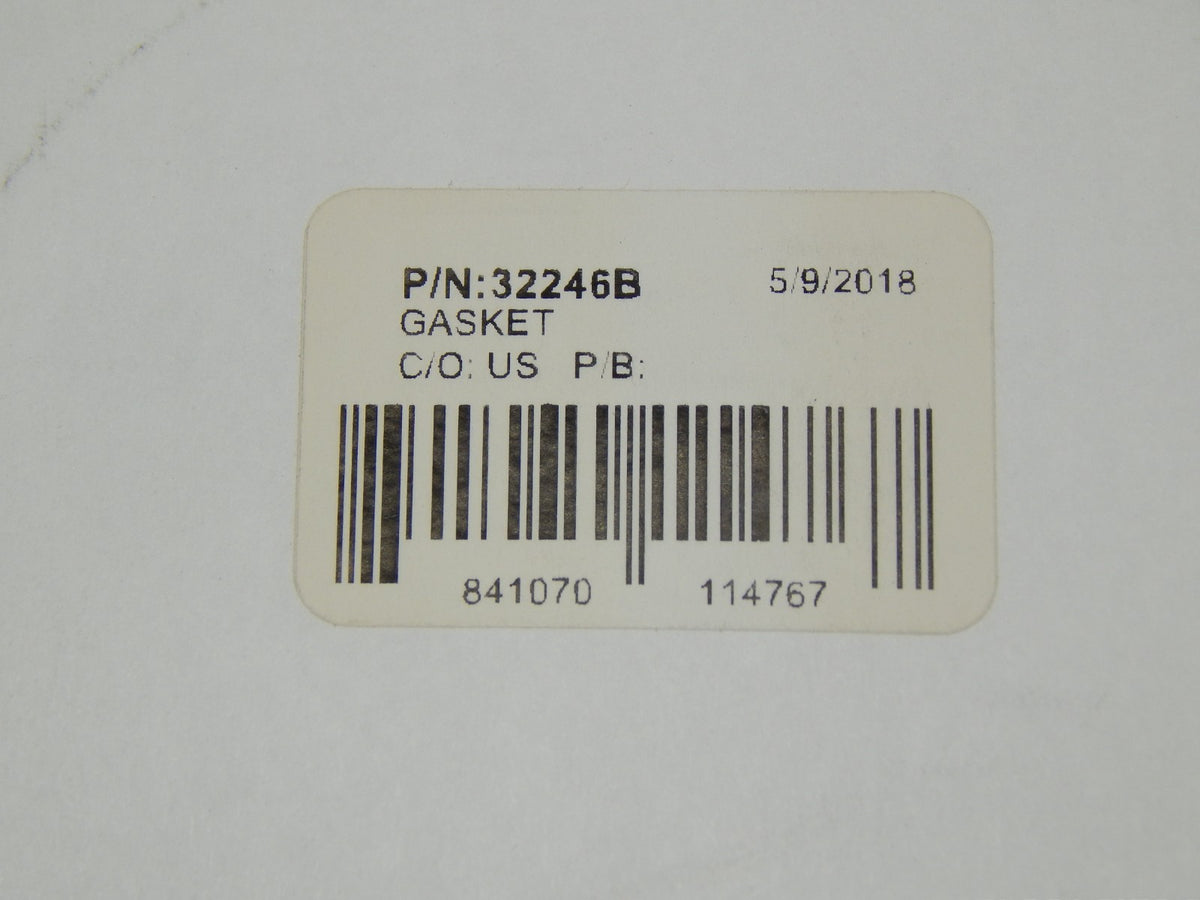 P/N:32246B 5/9/2018
GASKET
C/O: US P/B:
841070 114767